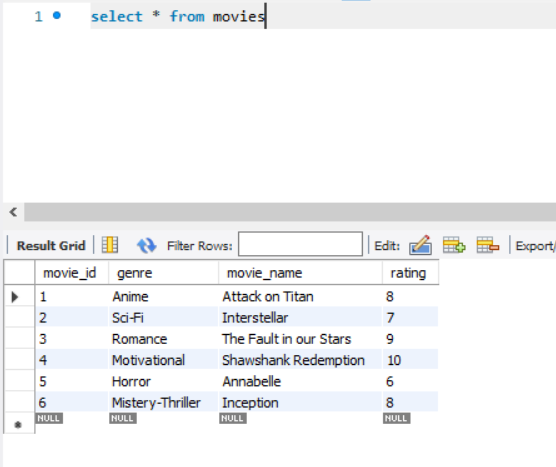 1 select * from movies
Result Grid Filter Rows: Edit: Export/
movie_id genre movie_name rating
1 Anime Attack on Titan 8
2 Sci-Fi Interstellar 7
3 Romance The Fault in our Stars 9
4 Motivational Shawshank Redemption 10
5 Horror Annabelle 6
6 Mistery-Thriller Inception 8
NULL NULL NULL NULL